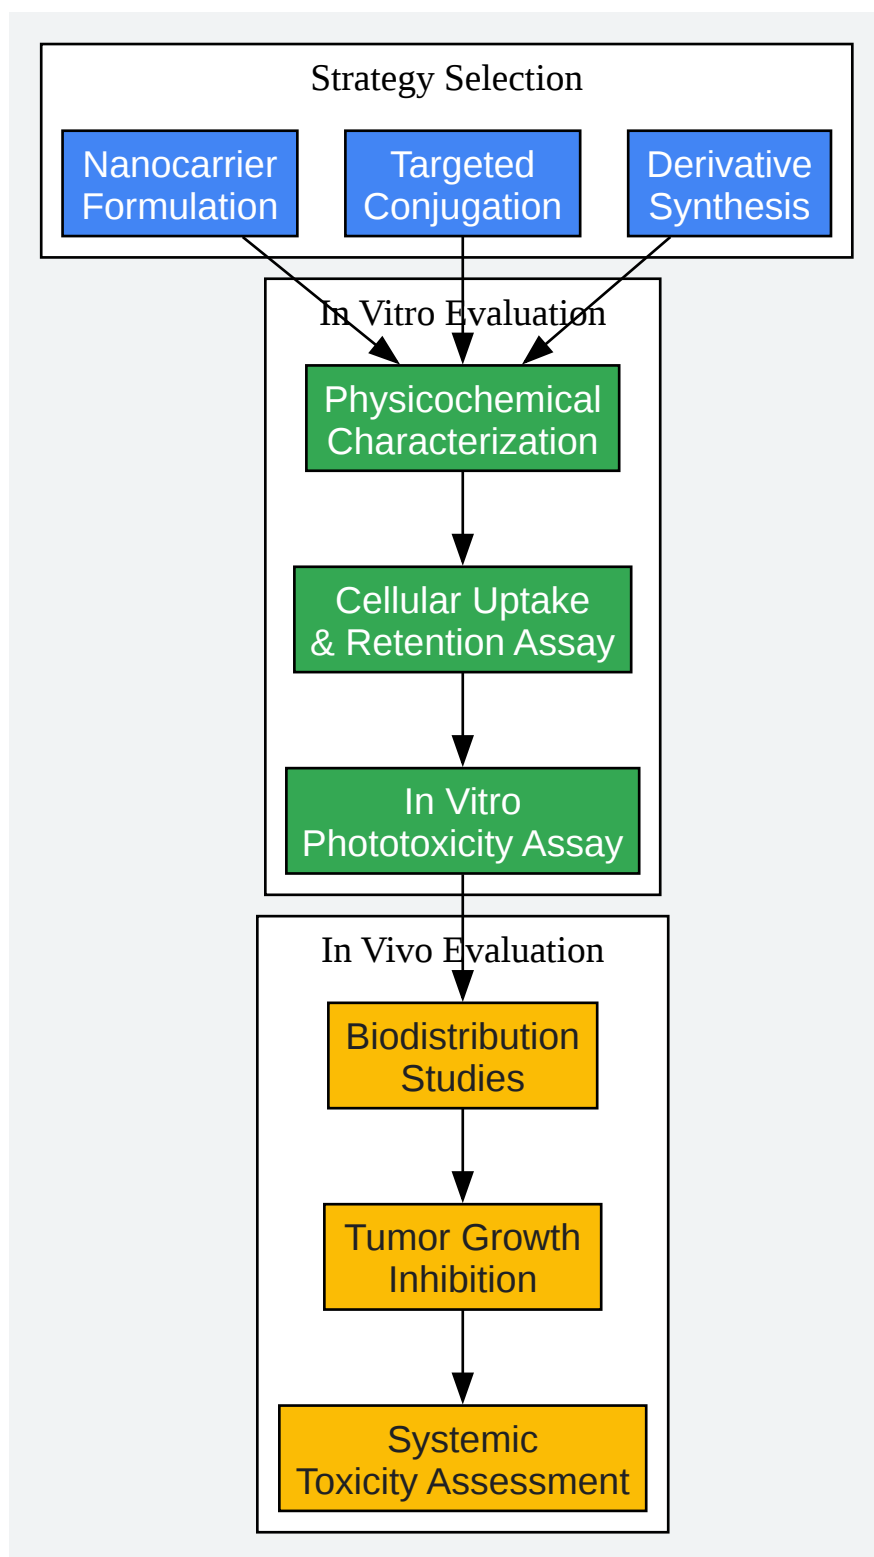 Strategy Selection
Nanocarrier
Formulation
Targeted
Conjugation
Derivative
Synthesis
In Vitro Evaluation
Physicochemical
Characterization
Cellular Uptake
& Retention Assay
In Vitro
Phototoxicity Assay
In Vivo Evaluation
Biodistribution
Studies
Tumor Growth
Inhibition
Systemic
Toxicity Assessment